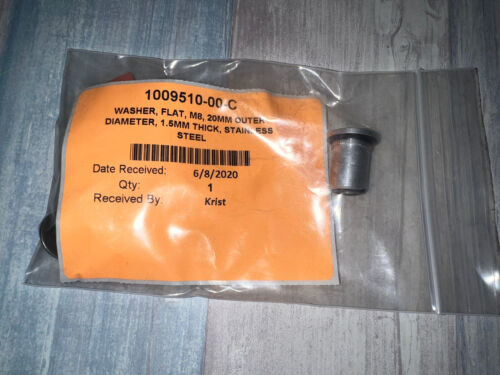 1009510-00-C
WASHER, FLAT, M8, 20MM OUTER
DIAMETER, 1.5MM THICK, STAINLESS
STEEL
Date Received: 6/8/2020
Qty: 1
Received By: Krist